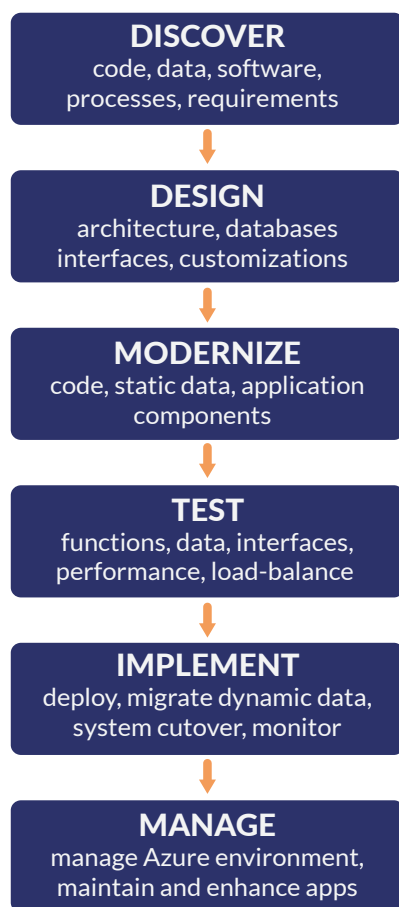 DISCOVER
code, data, software,
processes, requirements
DESIGN
architecture, databases
interfaces, customizations
MODERNIZE
code, static data, application
components
TEST
functions, data, interfaces,
performance, load-balance
IMPLEMENT
deploy, migrate dynamic data,
system cutover, monitor
MANAGE
manage Azure environment,
maintain and enhance apps